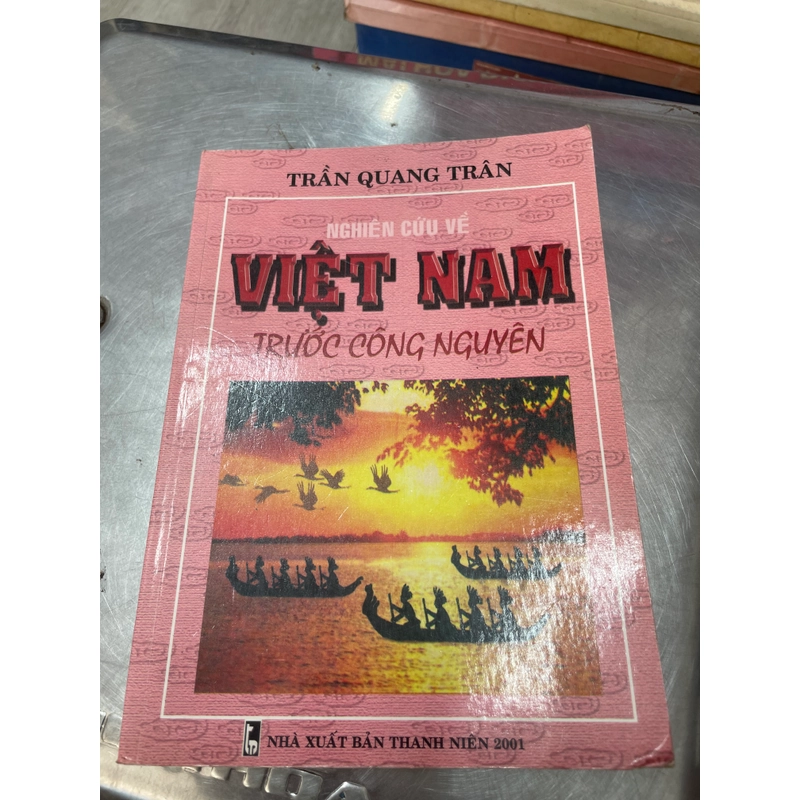 TRẦN QUANG TRÂN
NGHIÊN CỨU VỀ
VIỆT NAM
TRƯỚC CÔNG NGUYÊN
NHÀ XUẤT BẢN THANH NIÊN 2001